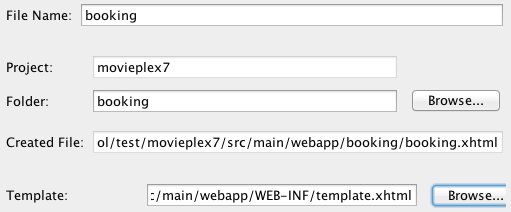 File Name: booking
Project: movieplex7
Folder: booking Browse...
Created File: ol/test/movieplex7/src/main/webapp/booking/booking.xhtml
Template: :/main/webapp/WEB-INF/template.xhtml Browse...